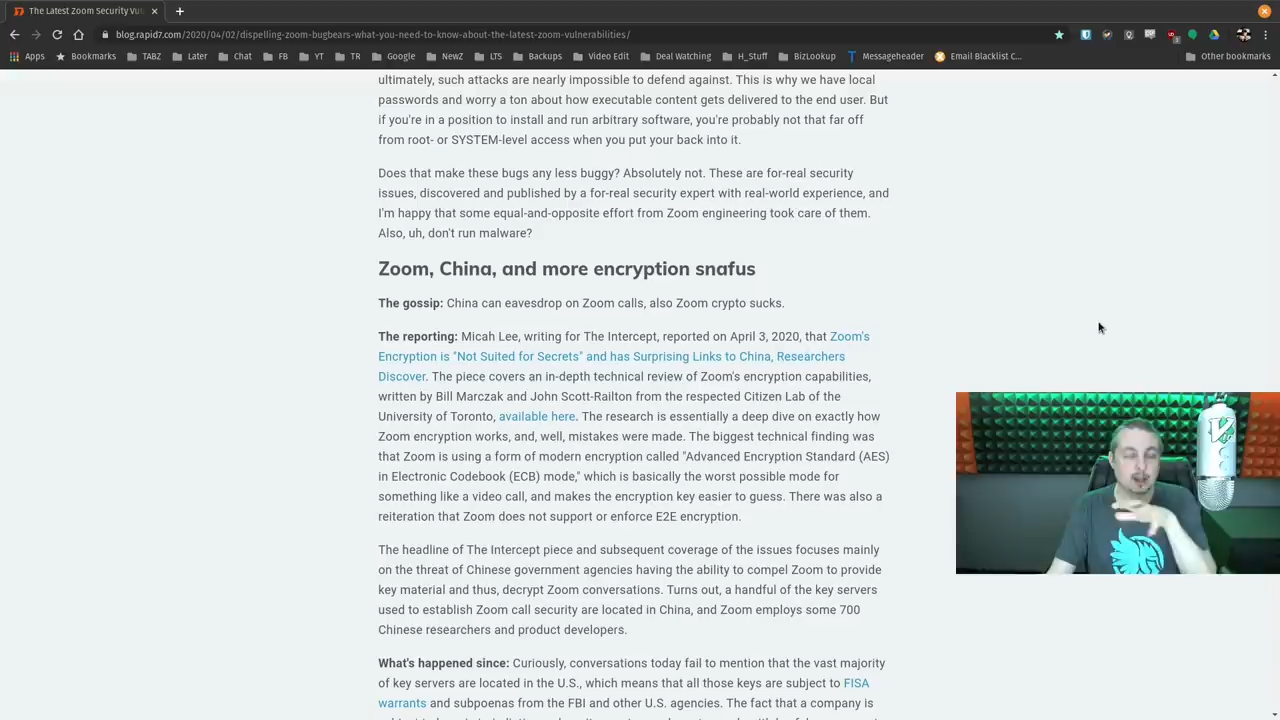 The Latest Zoom Security Vul
blog.rapid7.com/2020/04/02/dispelling-zoom-bugbears-what-you-need-to-know-about-the-latest-zoom-vulnerabilities/
Apps Bookmarks TABZ Later Chat FB YT TR Google NewZ LTS Backups Video Edit Deal Watching H_Stuff BizLookup Messageheader Email Blacklist C... Other bookmarks
ultimately, such attacks are nearly impossible to defend against. This is why we have local
passwords and worry a ton about how executable content gets delivered to the end user. But
if you're in a position to install and run arbitrary software, you're probably not that far off
from root- or SYSTEM-level access when you put your back into it.
Does that make these bugs any less buggy? Absolutely not. These are for-real security
issues, discovered and published by a for-real security expert with real-world experience, and
I'm happy that some equal-and-opposite effort from Zoom engineering took care of them.
Also, uh, don't run malware?
Zoom, China, and more encryption snafus
The gossip: China can eavesdrop on Zoom calls, also Zoom crypto sucks.
The reporting: Micah Lee, writing for The Intercept, reported on April 3, 2020, that Zoom's
Encryption is "Not Suited for Secrets" and has Surprising Links to China, Researchers
Discover. The piece covers an in-depth technical review of Zoom's encryption capabilities,
written by Bill Marczak and John Scott-Railton from the respected Citizen Lab of the
University of Toronto, available here. The research is essentially a deep dive on exactly how
Zoom encryption works, and, well, mistakes were made. The biggest technical finding was
that Zoom is using a form of modern encryption called "Advanced Encryption Standard (AES)
in Electronic Codebook (ECB) mode," which is basically the worst possible mode for
something like a video call, and makes the encryption key easier to guess. There was also a
reiteration that Zoom does not support or enforce E2E encryption.
The headline of The Intercept piece and subsequent coverage of the issues focuses mainly
on the threat of Chinese government agencies having the ability to compel Zoom to provide
key material and thus, decrypt Zoom conversations. Turns out, a handful of the key servers
used to establish Zoom call security are located in China, and Zoom employs some 700
Chinese researchers and product developers.
What's happened since: Curiously, conversations today fail to mention that the vast majority
of key servers are located in the U.S., which means that all those keys are subject to FISA
warrants and subpoenas from the FBI and other U.S. agencies. The fact that a company is